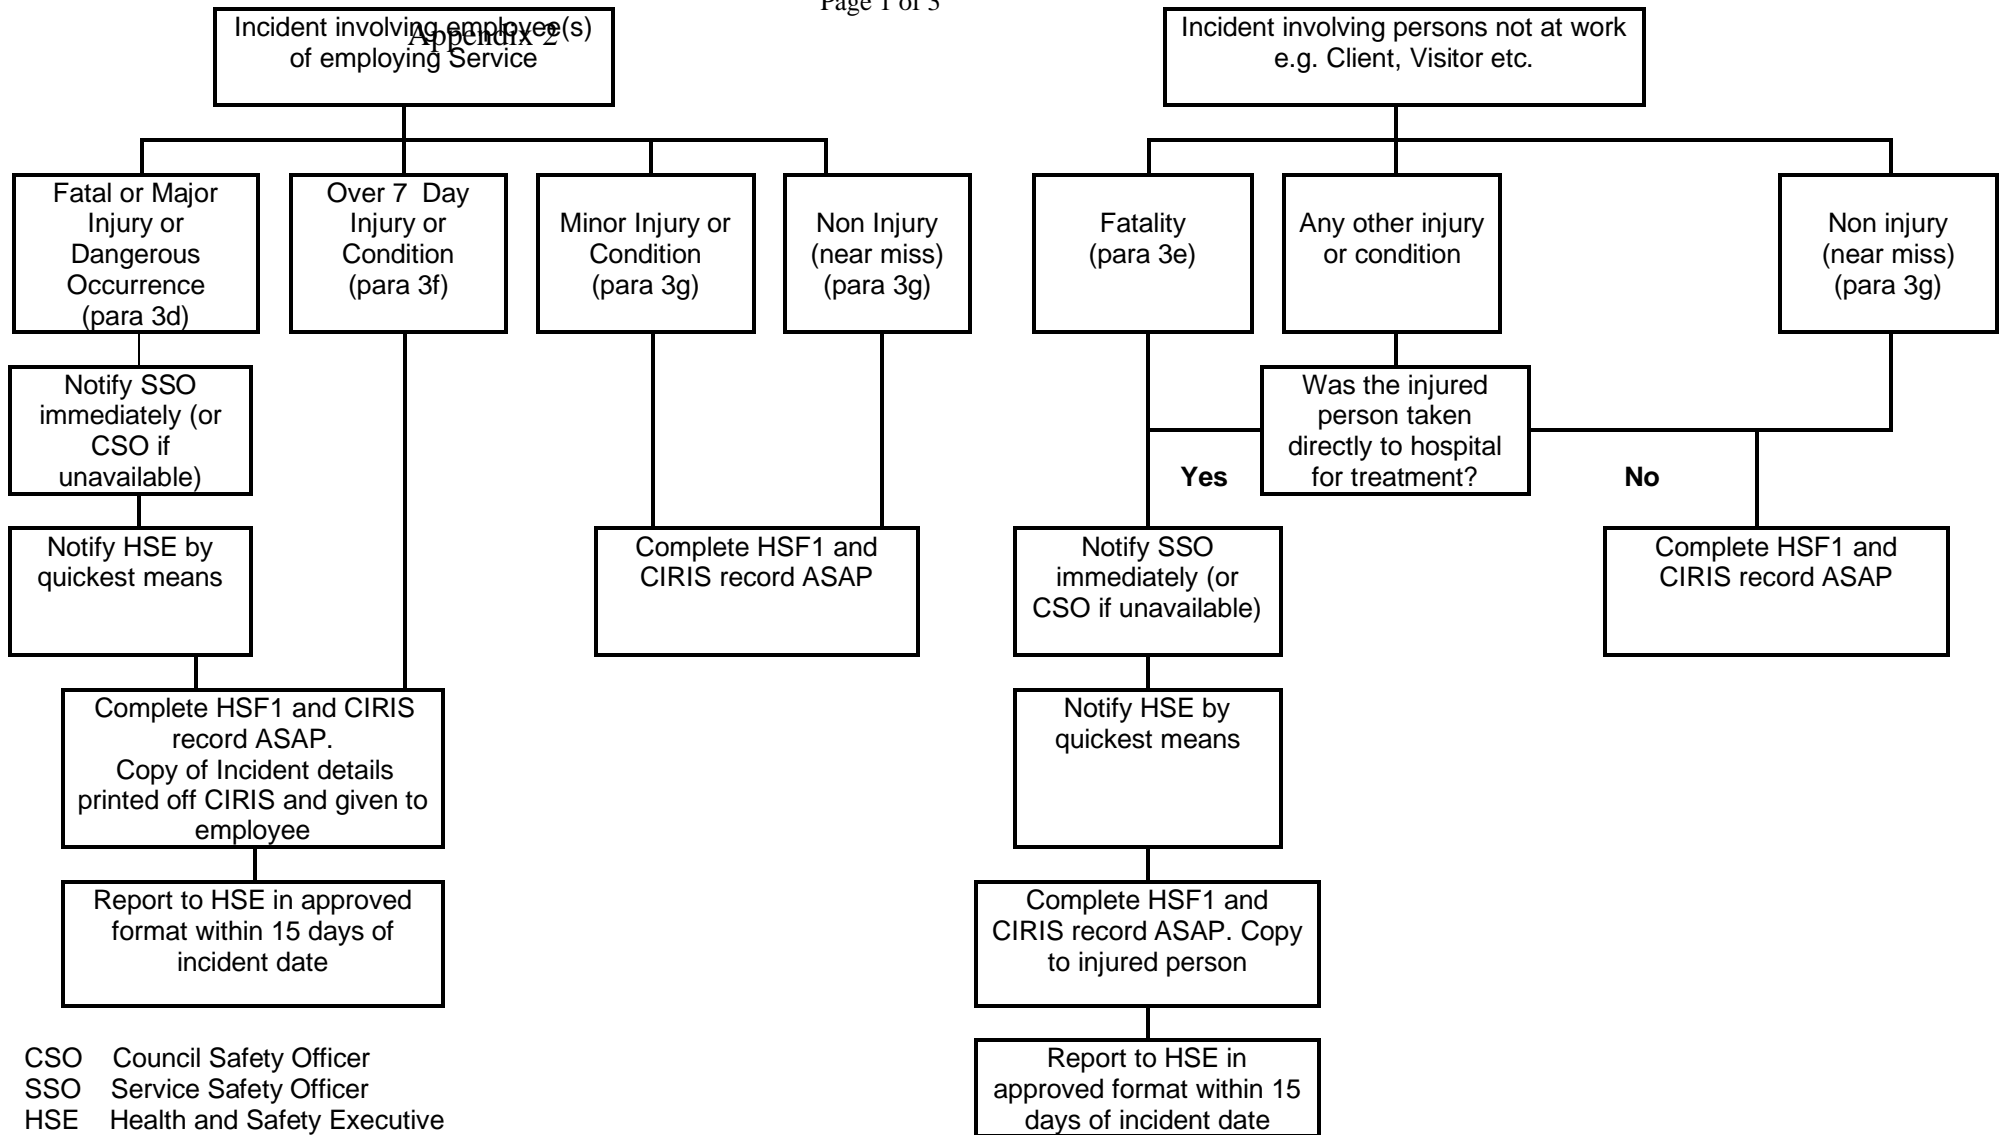 Page 1 of 3
Appendix 2
Incident involving employee(s)
of employing Service
Fatal or Major
Injury or
Dangerous
Occurrence
(para 3d)
Over 7 Day
Injury or
Condition
(para 3f)
Minor Injury or
Condition
(para 3g)
Non Injury
(near miss)
(para 3g)
Notify SSO
immediately (or
CSO if
unavailable)
Notify HSE by
quickest means
Complete HSF1 and
CIRIS record ASAP
Complete HSF1 and CIRIS
record ASAP.
Copy of Incident details
printed off CIRIS and given to
employee
Report to HSE in approved
format within 15 days of
incident date
Incident involving persons not at work
e.g. Client, Visitor etc.
Fatality
(para 3e)
Any other injury
or condition
Non injury
(near miss)
(para 3g)
Was the injured
person taken
directly to hospital
for treatment?
Yes
No
Notify SSO
immediately (or
CSO if unavailable)
Complete HSF1 and
CIRIS record ASAP
Notify HSE by
quickest means
Complete HSF1 and
CIRIS record ASAP. Copy
to injured person
Report to HSE in
approved format within 15
days of incident date
CSO Council Safety Officer
SSO Service Safety Officer
HSE Health and Safety Executive